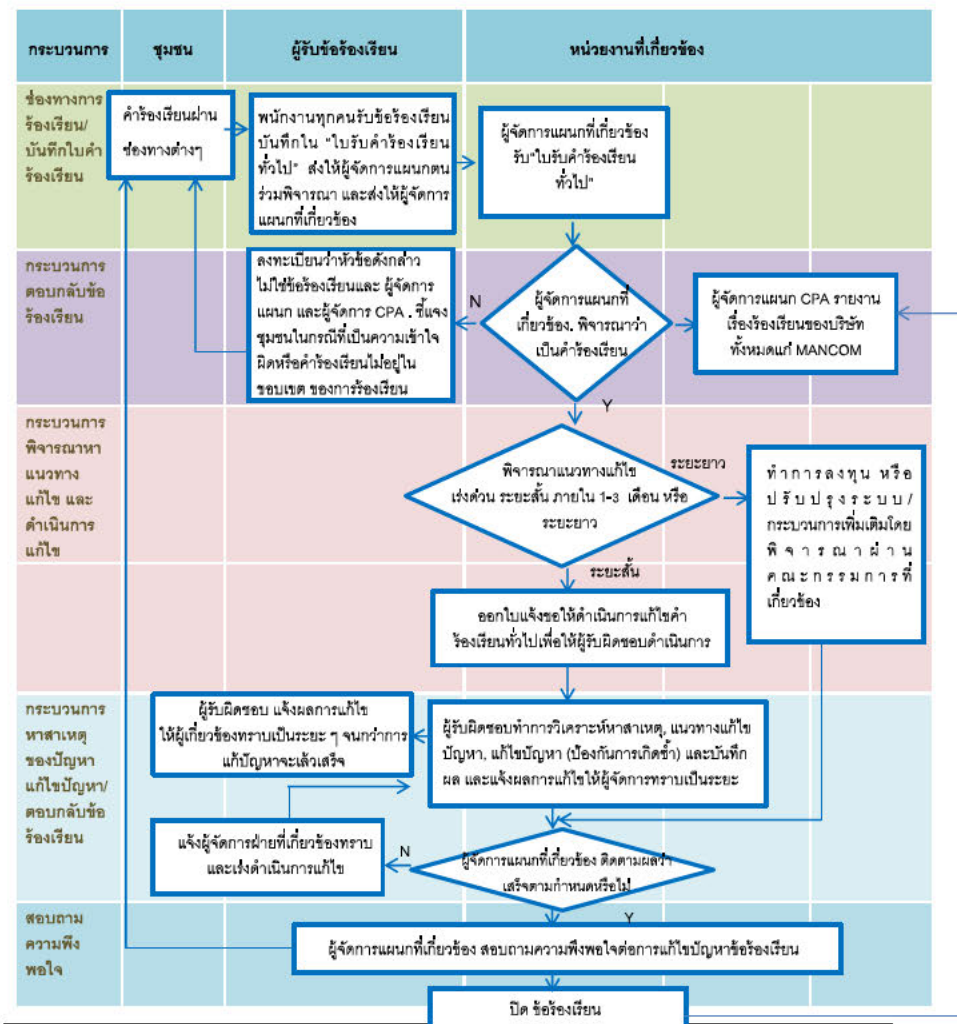 กระบวนการ
ชุมชน
ผู้รับข้อร้องเรียน
หน่วยงานที่เกี่ยวข้อง
ช่องทางการ
ร้องเรียน/
บันทึกใบคำ
ร้องเรียน
คำร้องเรียนผ่าน
ช่องทางต่างๆ
พนักงานทุกคนรับข้อร้องเรียน
บันทึกใน "ใบรับคำร้องเรียน
ทั่วไป" ส่งให้ผู้จัดการแผนกตน
ร่วมพิจารณา และส่งให้ผู้จัดการ
แผนกที่เกี่ยวข้อง
ผู้จัดการแผนกที่เกี่ยวข้อง
รับ"ใบรับคำร้องเรียน
ทั่วไป"
กระบวนการ
ตอบกลับข้อ
ร้องเรียน
ลงทะเบียนว่าหัวข้อดังกล่าว
ไม่ใช่ข้อร้องเรียนและ ผู้จัดการ
แผนก และผู้จัดการ CPA . ชี้แจง
ชุมชนในกรณีที่เป็นความเข้าใจ
ผิดหรือคำร้องเรียนไม่อยู่ใน
ขอบเขต ของการร้องเรียน
N
ผู้จัดการแผนกที่
เกี่ยวข้อง. พิจารณาว่า
เป็นคำร้องเรียน
ผู้จัดการแผนก CPA รายงาน
เรื่องร้องเรียนของบริษัท
ทั้งหมดแก่ MANCOM
Y
กระบวนการ
พิจารณาหา
แนวทาง
แก้ไข และ
ดำเนินการ
แก้ไข
พิจารณาแนวทางแก้ไข
เร่งด่วน ระยะสั้น ภายใน 1-3 เดือน หรือ
ระยะยาว
ระยะยาว
ทำการลงทุน หรือ
ปรับปรุงระบบ/
กระบวนการเพิ่มเติมโดย
พิจารณาผ่าน
คณะกรรมการที่
เกี่ยวข้อง
ระยะสั้น
ออกใบแจ้งขอให้ดำเนินการแก้ไขคำ
ร้องเรียนทั่วไปเพื่อให้ผู้รับผิดชอบดำเนินการ
กระบวนการ
หาสาเหตุ
ของปัญหา
แก้ไขปัญหา/
ตอบกลับข้อ
ร้องเรียน
ผู้รับผิดชอบ แจ้งผลการแก้ไข
ให้ผู้เกี่ยวข้องทราบเป็นระยะ ๆ จนกว่าการ
แก้ปัญหาจะแล้วเสร็จ
ผู้รับผิดชอบทำการวิเคราะห์หาสาเหตุ, แนวทางแก้ไข
ปัญหา, แก้ไขปัญหา (ป้องกันการเกิดซ้ำ) และบันทึก
ผล และแจ้งผลการแก้ไขให้ผู้จัดการทราบเป็นระยะ
แจ้งผู้จัดการฝ่ายที่เกี่ยวข้องทราบ
และเร่งดำเนินการแก้ไข
N
ผู้จัดการแผนกที่เกี่ยวข้อง ติดตามผลว่า
เสร็จตามกำหนดหรือไม่
Y
สอบถาม
ความพึง
พอใจ
ผู้จัดการแผนกที่เกี่ยวข้อง สอบถามความพึงพอใจต่อการแก้ไขปัญหาข้อร้องเรียน
ปิด ข้อร้องเรียน